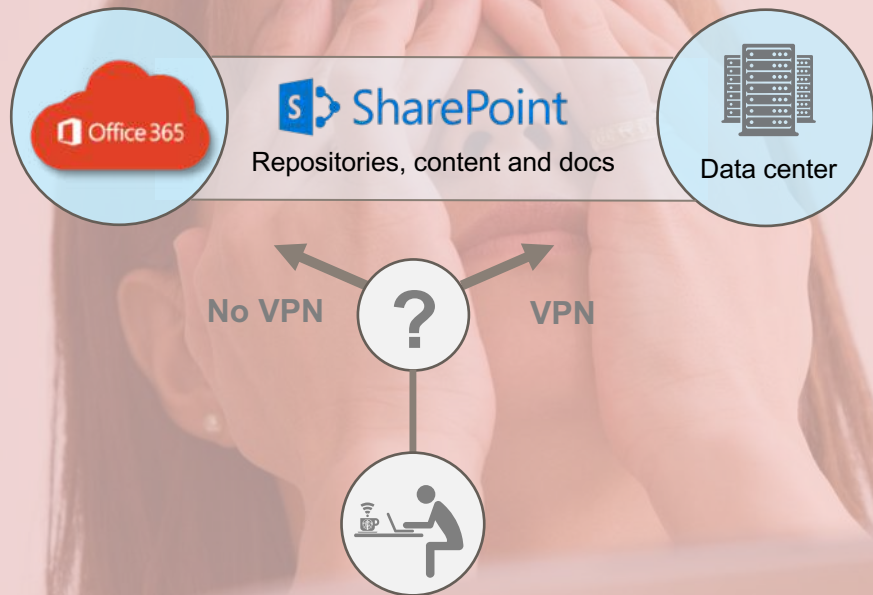 Office 365
S
SharePoint
Repositories, content and docs
Data center
No VPN
?
VPN